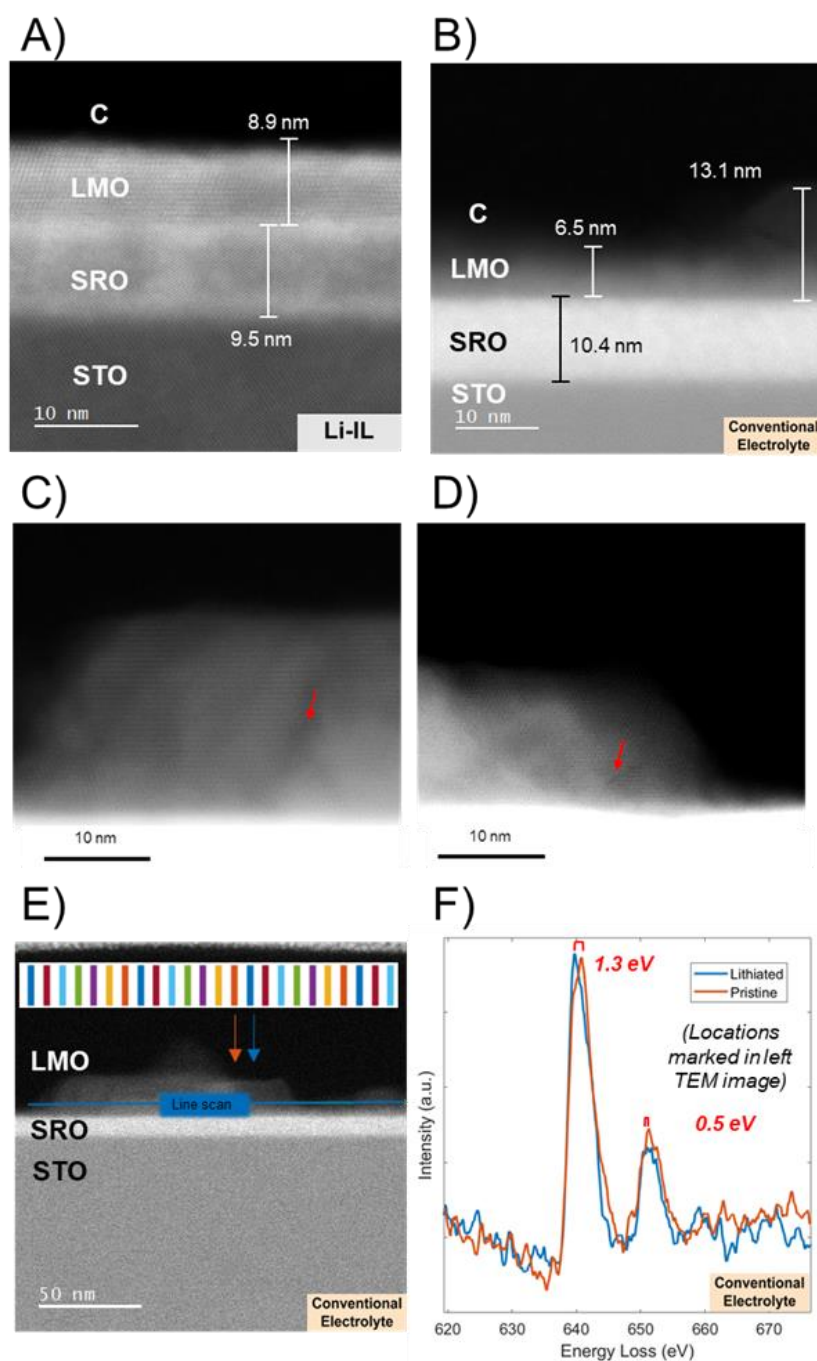 A)
C
8.9 nm
LMO
SRO
9.5 nm
STO
10 nm
Li-IL
B)
13.1 nm
C
6.5 nm
LMO
SRO
10.4 nm
STO
10 nm
Conventional
Electrolyte
C)
10 nm
D)
10 nm
E)
LMO
Line scan
SRO
STO
50 nm
Conventional
Electrolyte
F)
1.3 eV
Lithiated
Pristine
(Locations
marked in left
TEM image)
0.5 eV
Intensity (a.u.)
Conventional
Electrolyte
620 630 640 650 660 670
Energy Loss (eV)